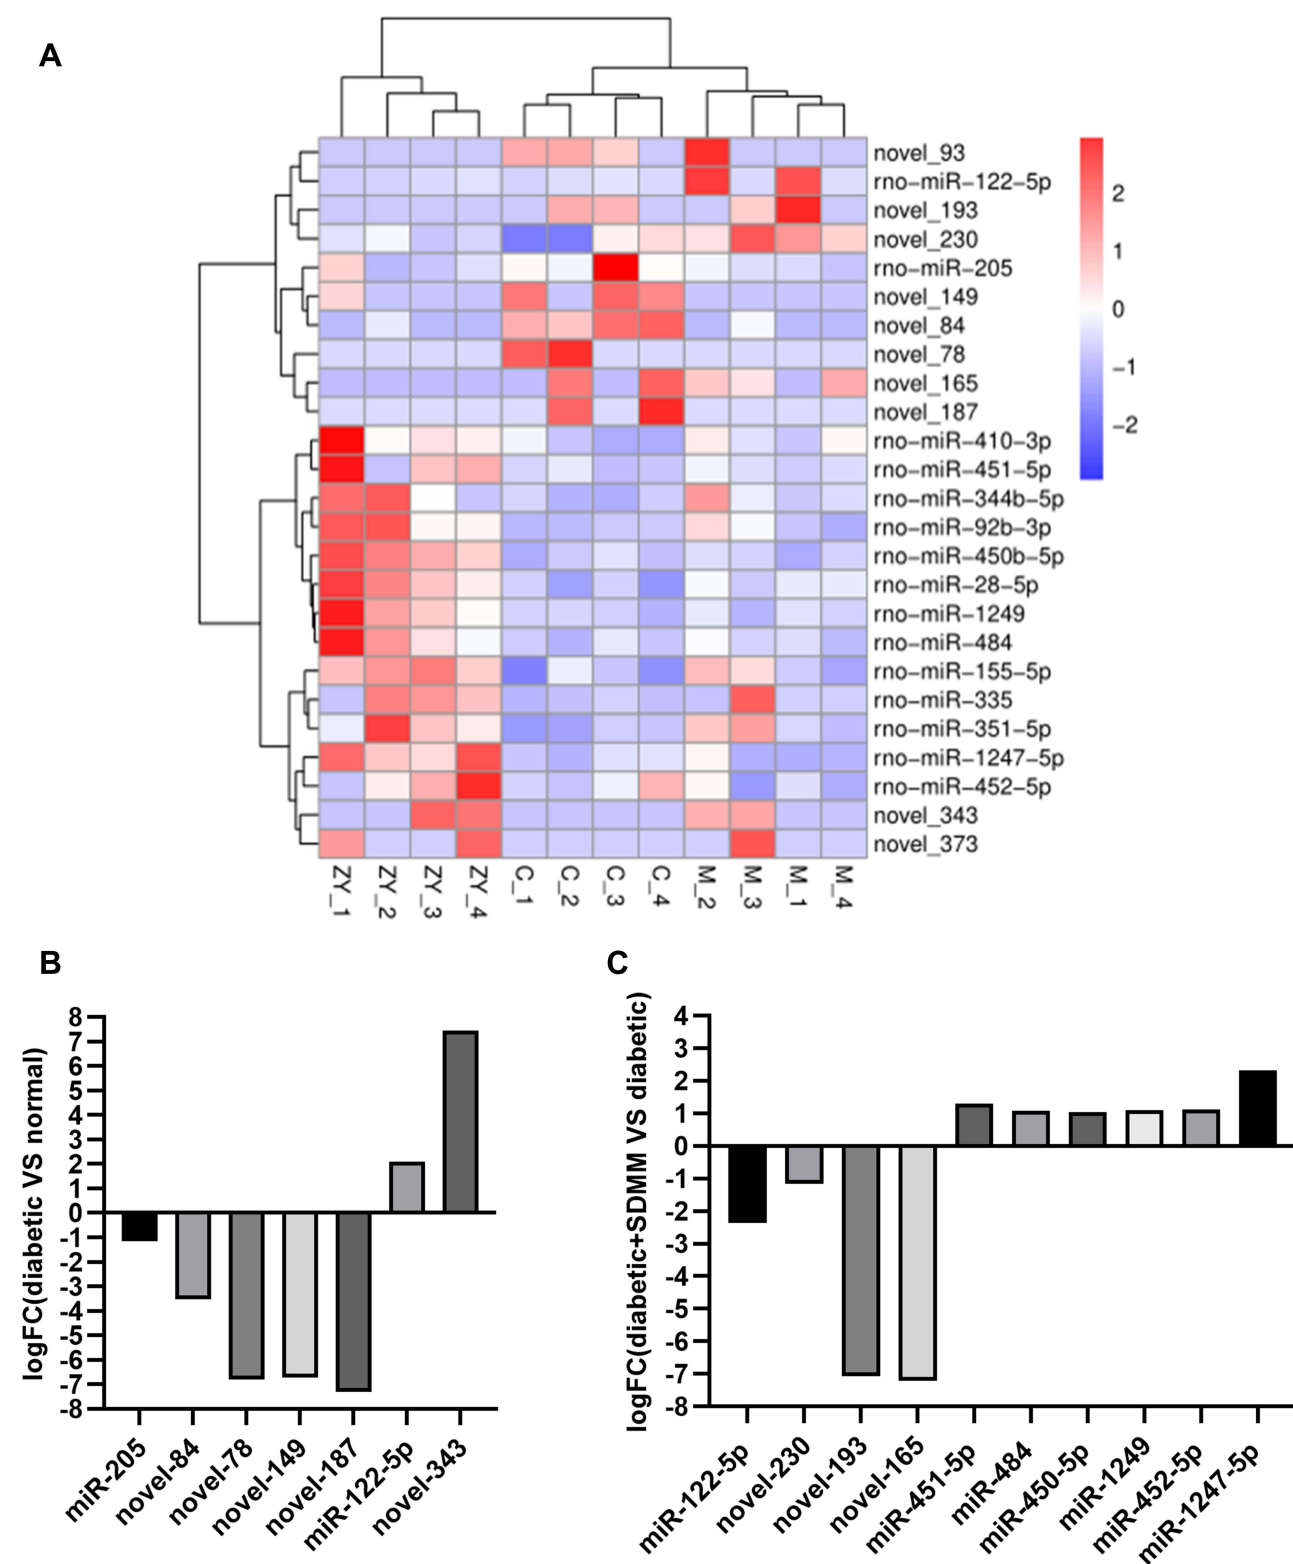 A
novel_93
rno−miR−122−5p
novel_193
novel_230
rno−miR−205
novel_149
novel_84
novel_78
novel_165
novel_187
rno−miR−410−3p
rno−miR−451−5p
rno−miR−344b−5p
rno−miR−92b−3p
rno−miR−450b−5p
rno−miR−28−5p
rno−miR−1249
rno−miR−484
rno−miR−155−5p
rno−miR−335
rno−miR−351−5p
rno−miR−1247−5p
rno−miR−452−5p
novel_343
novel_373
2
1
0
−1
−2
ZY_1
ZY_2
ZY_3
ZY_4
C_1
C_2
C_3
C_4
M_2
M_3
M_1
M_4
B
logFC(diabetic VS normal)
8
7
6
5
4
3
2
1
0
-1
-2
-3
-4
-5
-6
-7
-8
miR-205
novel-84
novel-78
novel-149
novel-187
miR-122-5p
novel-343
C
logFC(diabetic+SDMM VS diabetic)
4
3
2
1
0
-1
-2
-3
-4
-5
-6
-7
-8
miR-122-5p
novel-230
novel-193
novel-165
miR-451-5p
miR-484
miR-450-5p
miR-1249
miR-452-5p
miR-1247-5p